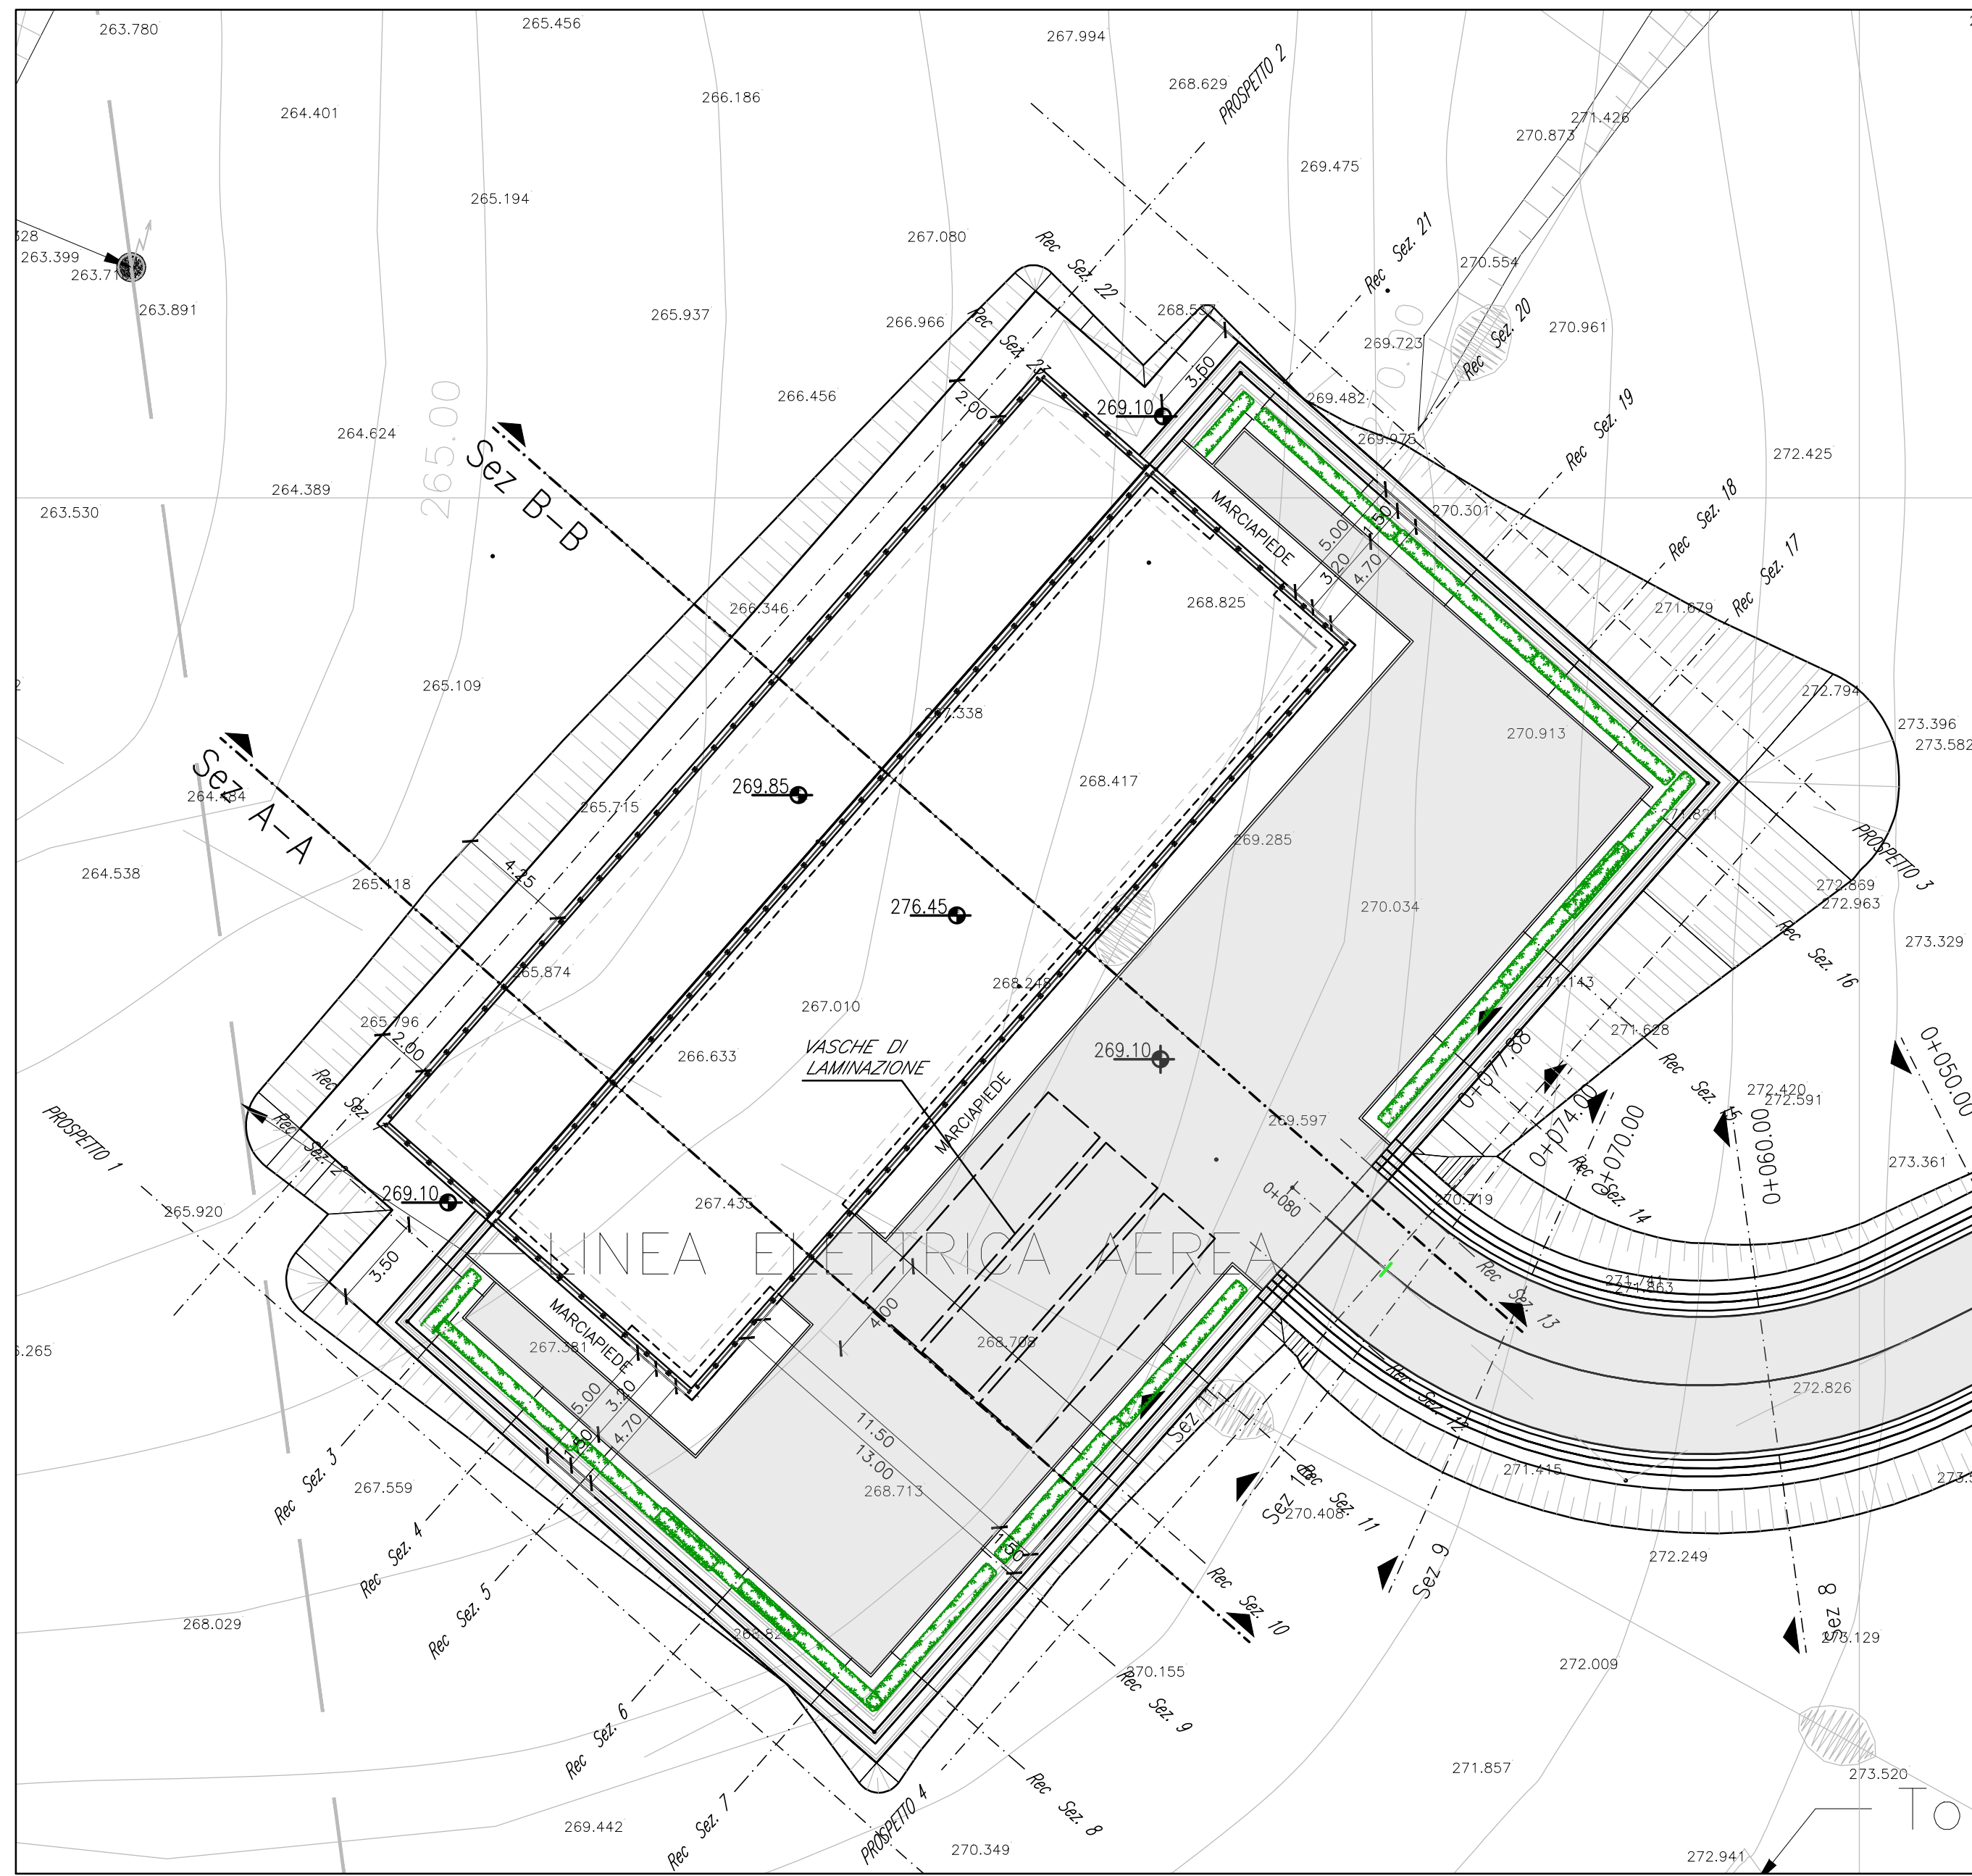 263.780
265.456
267.994
PROSPETTO 2
266.186
268.629
264.401
271.426
270.873
269.475
265.194
Rec Sez. 21
267.080
Rec Sez. 22
263.399
270.554
263.891
265.937
266.966
268.537
Rec Sez. 20
270.961
Rec Sez. 23
269.723
3.50
2.00
266.456
269.10
269.482
Rec Sez. 19
264.624
265.00
269.975
272.425
Sez B-B
264.389
263.530
MARCIAPIEDE
5.00
1.50
3.20
4.70
270.301
Rec Sez. 18
Rec Sez. 17
266.346
268.825
271.679
265.109
272.794
267.338
270.913
273.396
273.582
Sez A-A
264.484
269.85
265.715
268.417
271.821
PROSPETTO 3
269.285
264.538
265.118
4.25
276.45
270.034
272.869
272.963
273.329
Rec Sez. 16
265.874
268.248
271.143
265.796
267.010
271.628
2.00
266.633
VASCHE DI
LAMINAZIONE
269.10
0+077.88
0+050.00
Rec Sez.
MARCIAPIEDE
272.420
272.591
Rec Sez. 15
0+074.00
0+070.00
0+060.00
PROSPETTO 1
Rec Sez. 2
269.597
273.361
Rec Sez. 14
269.10
267.435
0+080
270.719
265.920
LINEA ELETTRICA AEREA
3.50
271.741
271.863
Rec Sez. 13
MARCIAPIEDE
267.381
4.00
268.708
272.826
5.00
3.20
4.70
1.50
11.50
13.00
Rec Sez. 12
Rec Sez. 3
267.559
268.713
271.415
Rec Sez. 11
270.408
Rec Sez. 4
1.50
Sez 9
272.249
Rec Sez. 5
Rec Sez. 10
Sez 8
268.029
273.129
270.155
272.009
Rec Sez. 6
Rec Sez. 9
271.857
273.520
Rec Sez. 7
269.442
PROSPETTO 4
Rec Sez. 8
270.349
272.941